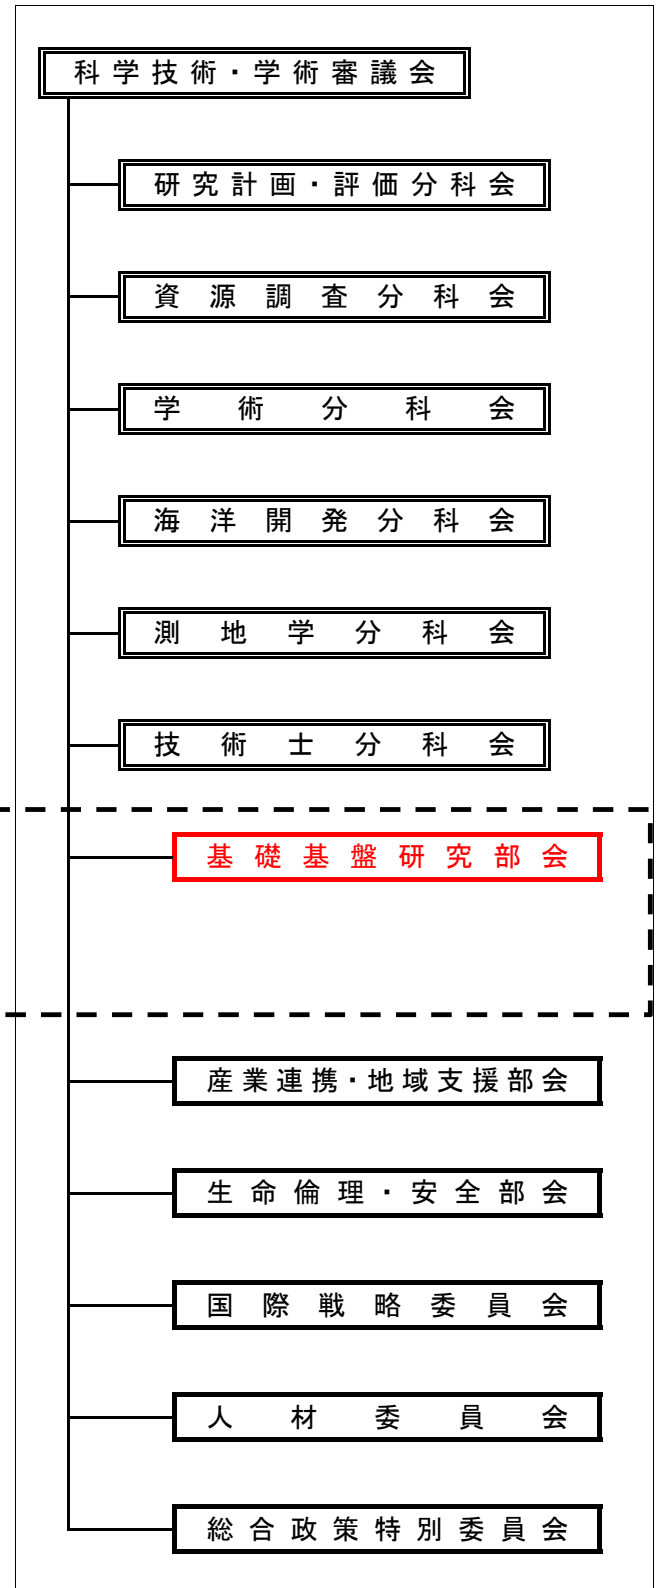 科学技術・学術審議会
研究計画・評価分科会
資源調査分科会
学術分科会
海洋開発分科会
測地学分科会
技術士分科会
基礎基盤研究部会
産業連携・地域支援部会
生命倫理・安全部会
国際戦略委員会
人材委員会
総合政策特別委員会